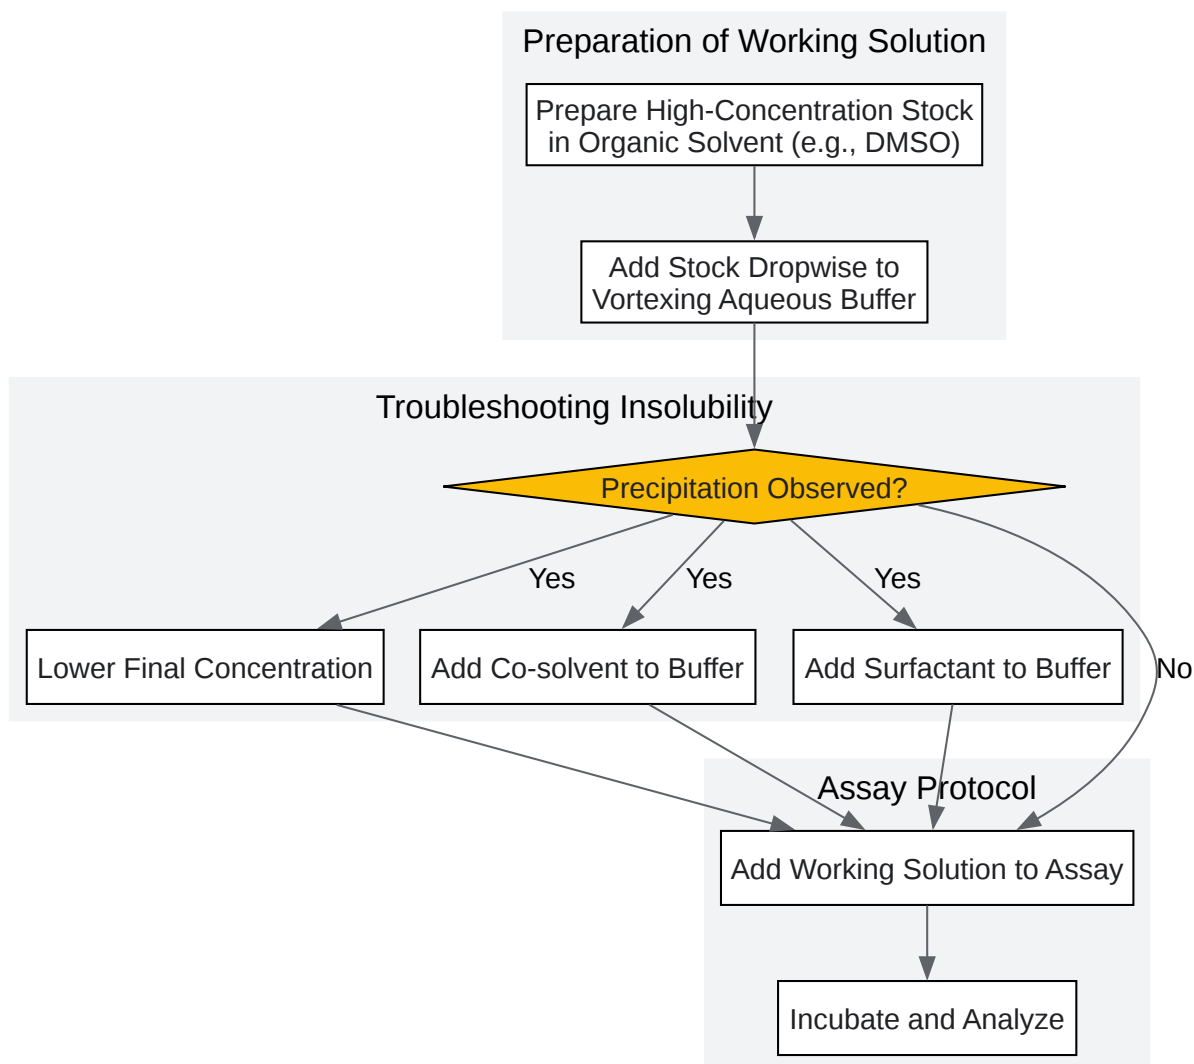 Preparation of Working Solution
Prepare High-Concentration Stock
in Organic Solvent (e.g., DMSO)
Add Stock Dropwise to
Vortexing Aqueous Buffer
Troubleshooting Insolubility
Precipitation Observed?
Yes
Yes
Yes
No
Lower Final Concentration
Add Co-solvent to Buffer
Add Surfactant to Buffer
Assay Protocol
Add Working Solution to Assay
Incubate and Analyze